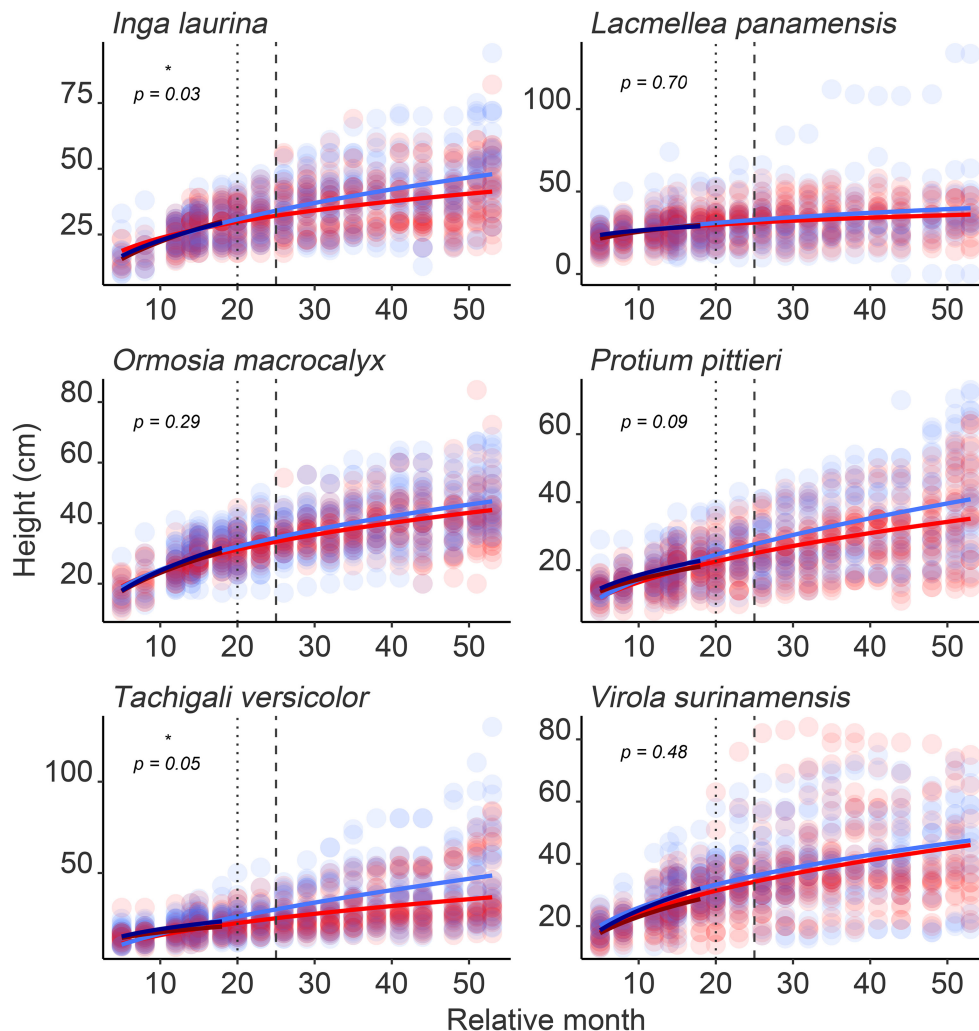 Inga laurina
Lacmellea panamensis
*
p = 0.03
p = 0.70
75
50
25
100
50
0
10 20 30 40 50
10 20 30 40 50
Ormosia macrocalyx
Protium pittieri
p = 0.29
p = 0.09
80
60
40
20
60
40
20
10 20 30 40 50
10 20 30 40 50
Height (cm)
Tachigali versicolor
Virola surinamensis
*
p = 0.05
p = 0.48
100
50
80
60
40
20
10 20 30 40 50
10 20 30 40 50
Relative month